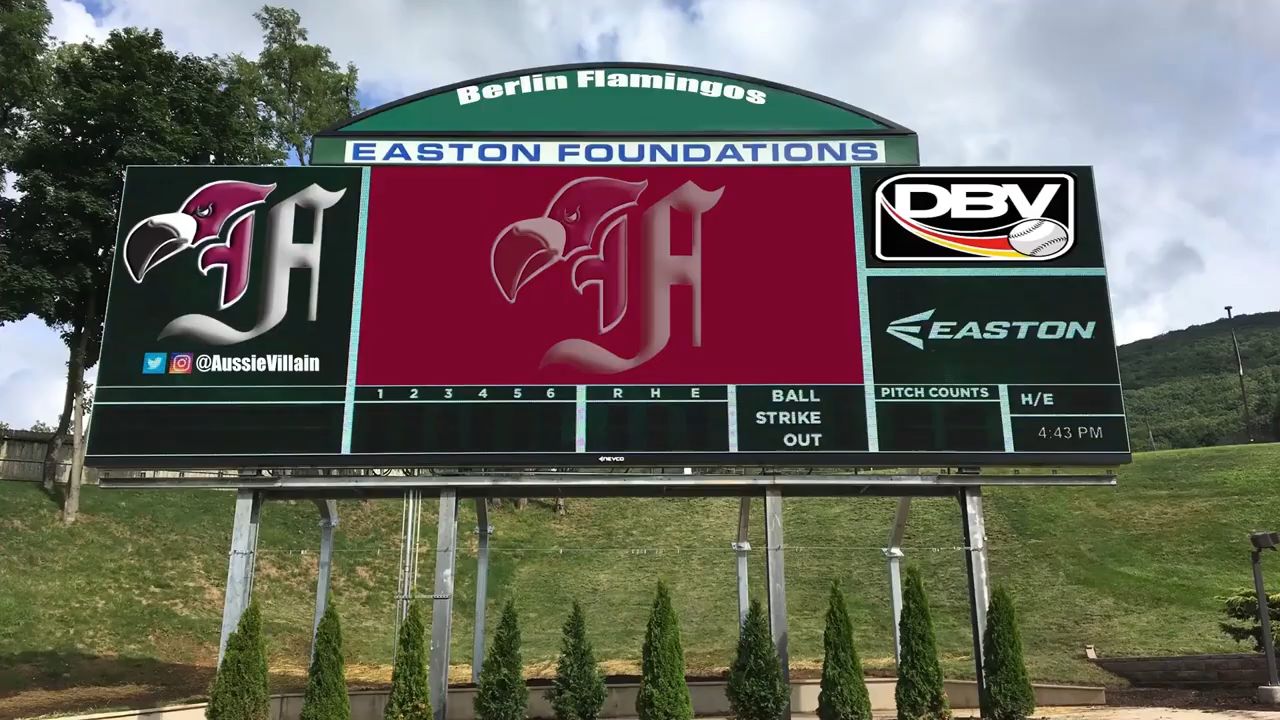 Berlin Flamingos
EASTON FOUNDATIONS
DBV
EASTON
@AussieVillain
1 2 3 4 5 6 R H E
BALL
STRIKE
OUT
PITCH COUNTS
H/E
4:43 PM
NEVCO